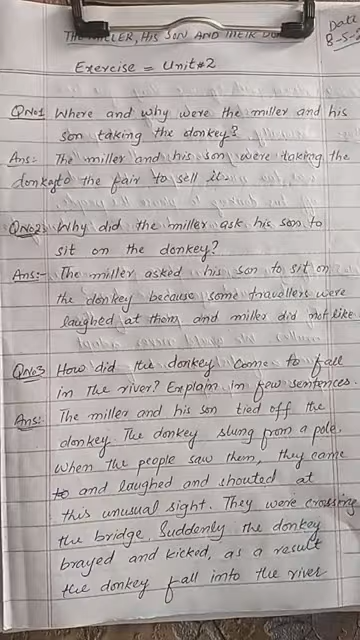 THE MILLER, HIS SON AND THEIR DO
Date
8-5-2
Exercise = Unit#2
QNo1 Where and why were the miller and his
son taking the donkey?
Ans:- The miller and his son were taking the
donkey to the fair to sell it.
QNo2 Why did the miller ask his son to
sit on the donkey?
Ans:- The miller asked his son to sit on
the donkey because some travellers were
laughed at them and miller did not like
QNo3 How did the donkey come to fall
in the river? Explain in few sentences.
Ans:- The miller and his son tied off the
donkey. The donkey slung from a pole.
When the people saw them, they came
to and laughed and shouted at
this unusual sight. They were crossing
the bridge. Suddenly the donkey
brayed and kicked, as a result
the donkey fall into the river